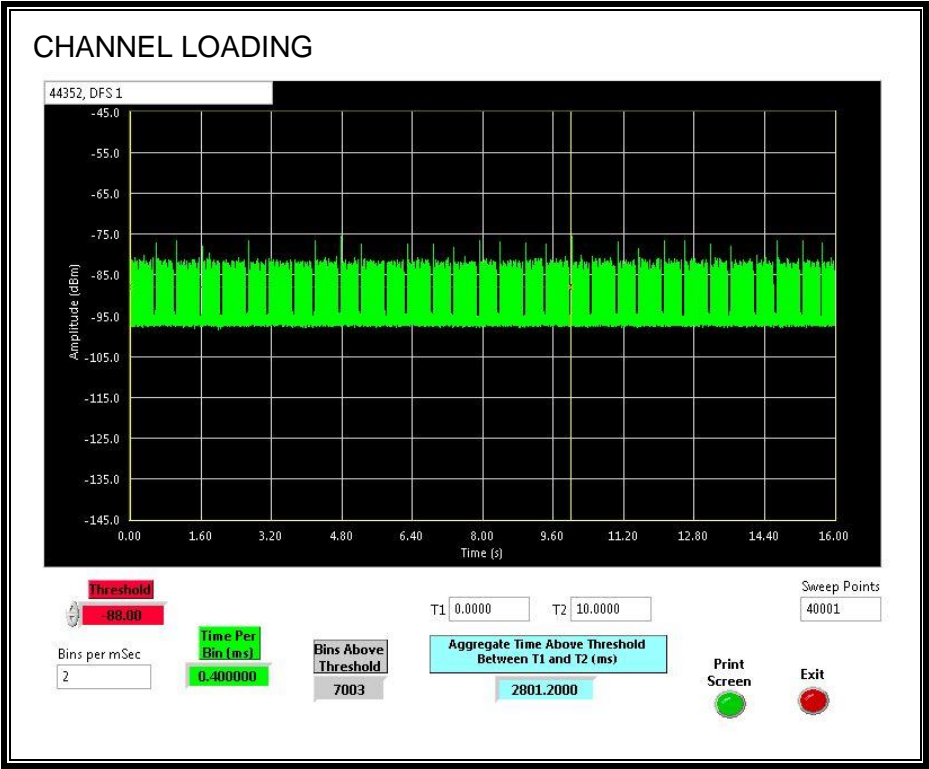 CHANNEL LOADING
44352, DFS 1
-45.0
-55.0
-65.0
-75.0
-85.0
-95.0
-105.0
-115.0
-125.0
-135.0
-145.0
Amplitude (dBm)
0.00 1.60 3.20 4.80 6.40 8.00 9.60 11.20 12.80 14.40 16.00
Time (s)
Threshold
-88.00
Bins per mSec
2
Time Per
Bin (ms)
0.400000
Bins Above
Threshold
7003
T1 0.0000 T2 10.0000
Aggregate Time Above Threshold
Between T1 and T2 (ms)
2801.2000
Sweep Points
40001
Print
Screen
Exit